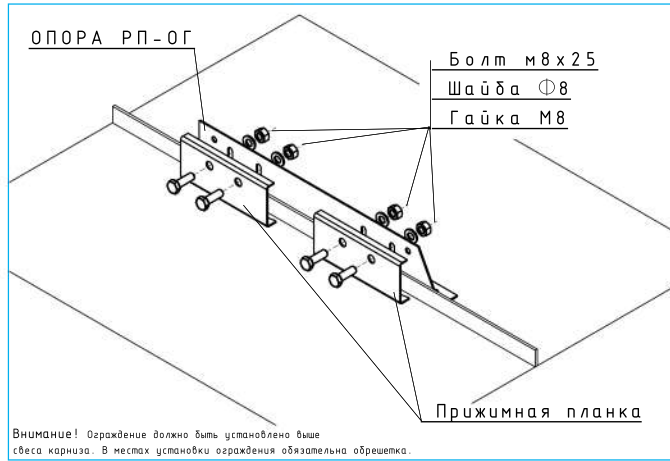 ОПОРА РП-ОГ
Болт м8х25
Шайба Ф8
Гайка М8
Прижимная планка
Внимание! Ограждение должно быть установлено выше
свеса карниза. В местах установки ограждения обязательна обрешетка.